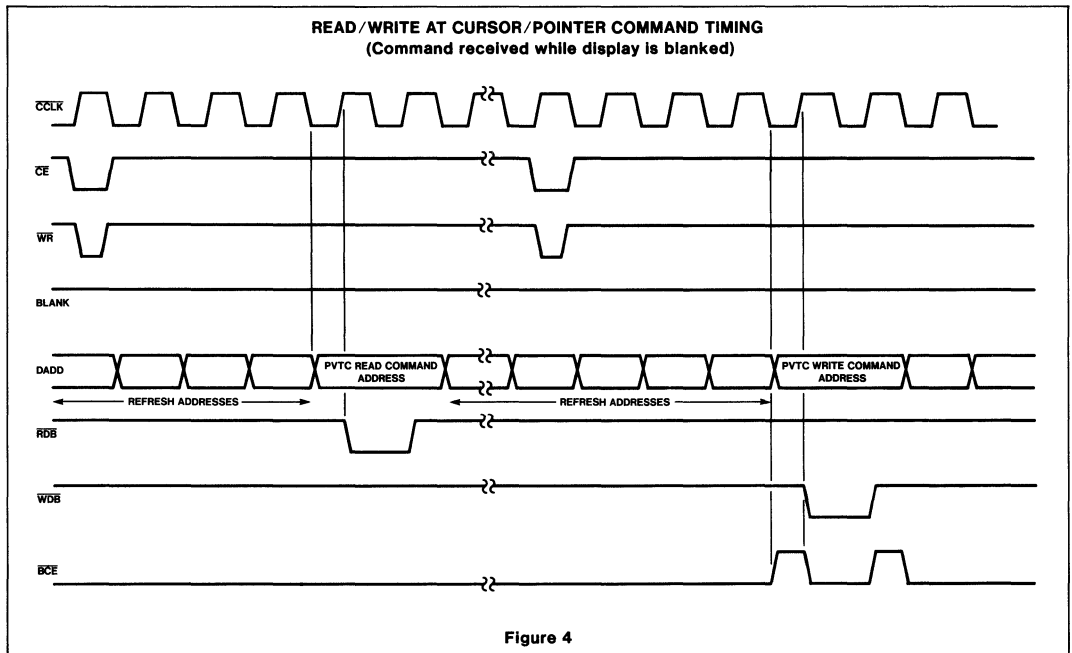 READ/WRITE AT CURSOR/POINTER COMMAND TIMING
(Command received while display is blanked)
CCLK
CE
WR
BLANK
DADD
PVTC READ COMMAND
ADDRESS
PVTC WRITE COMMAND
ADDRESS
REFRESH ADDRESSES
REFRESH ADDRESSES
RDB
WDB
BCE
Figure 4